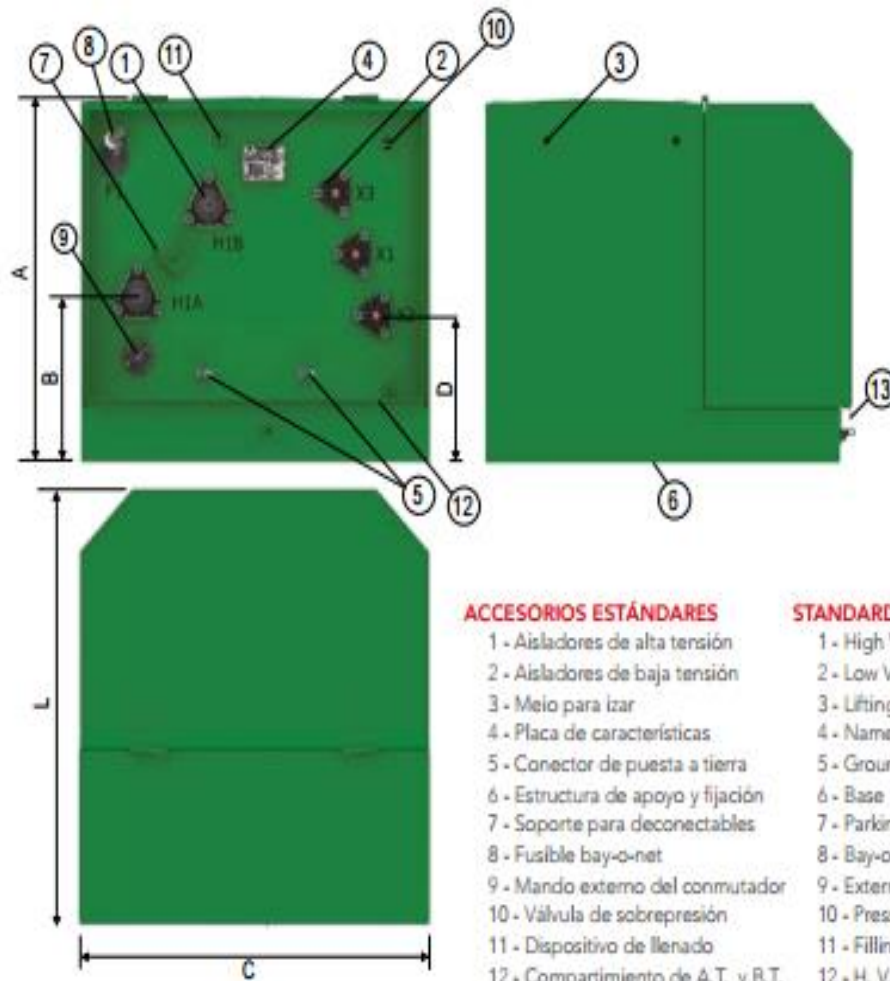 8
11
10
7
1
4
2
3
X3
H1B
X1
9
A
H1A
X2
B
D
13
5
12
6
L
C
ACCESORIOS ESTÁNDARES
1 - Aisladores de alta tensión
2 - Aisladores de baja tensión
3 - Meio para izar
4 - Placa de características
5 - Conector de puesta a tierra
6 - Estructura de apoyo y fijación
7 - Soporte para deconectables
8 - Fusible bay-o-net
9 - Mando externo del conmutador
10 - Válvula de sobrepresión
11 - Dispositivo de llenado
12 - Compartimiento de A.T. y B.T.
STANDARD
1 - High
2 - Low V
3 - Lifting
4 - Name
5 - Groun
6 - Base
7 - Parkin
8 - Bay-o
9 - Extern
10 - Pres
11 - Fillin
12 - H. V